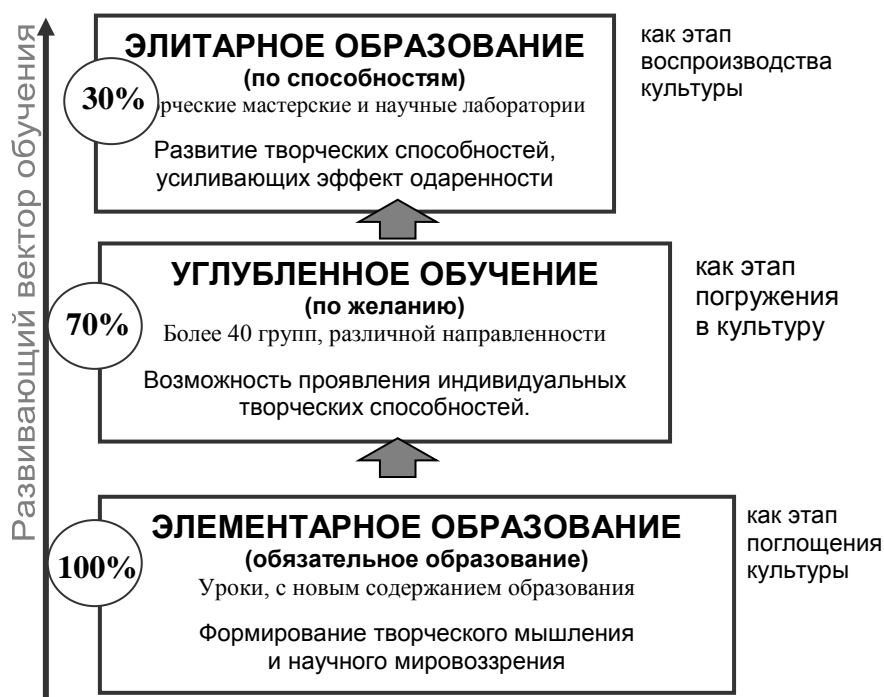 Развивающий вектор обучения
ЭЛИТАРНОЕ ОБРАЗОВАНИЕ
(по способностям)
30%
рческие мастерские и научные лаборатории
Развитие творческих способностей,
усиливающих эффект одаренности
как этап
воспроизводства
культуры
УГЛУБЛЕННОЕ ОБУЧЕНИЕ
(по желанию)
70%
Более 40 групп, различной направленности
Возможность проявления индивидуальных
творческих способностей.
как этап
погружения
в культуру
ЭЛЕМЕНТАРНОЕ ОБРАЗОВАНИЕ
(обязательное образование)
100%
Уроки, с новым содержанием образования
Формирование творческого мышления
и научного мировоззрения
как этап
поглощения
культуры